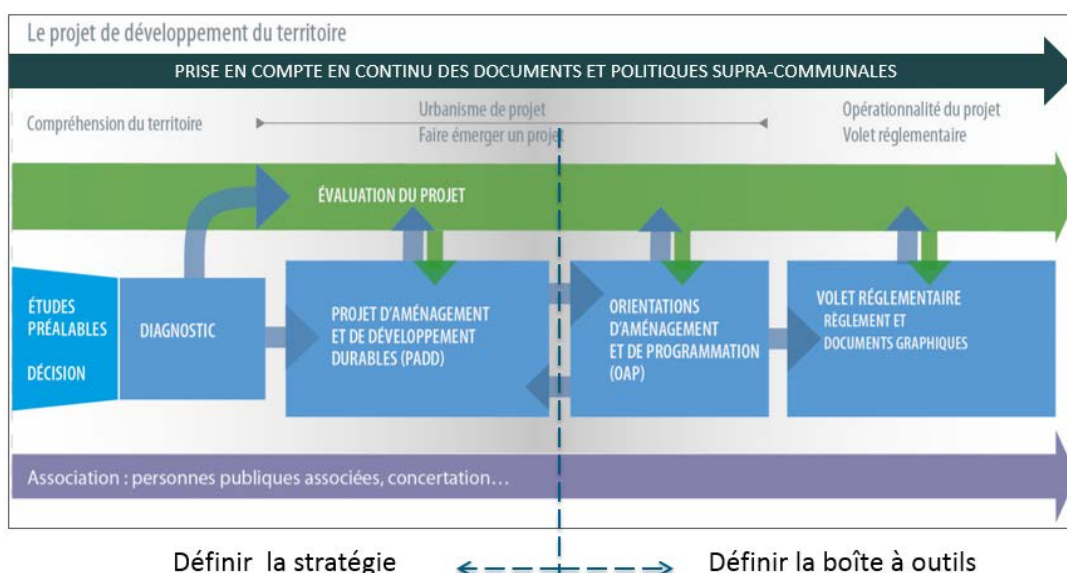 Le projet de développement du territoire
PRISE EN COMPTE EN CONTINU DES DOCUMENTS ET POLITIQUES SUPRA-COMMUNALES
Compréhension du territoire
Urbanisme de projet
Faire émerger un projet
Opérationnalité du projet
Volet réglementaire
ÉVALUATION DU PROJET
ÉTUDES
PRÉALABLES
DÉCISION
DIAGNOSTIC
PROJET D'AMÉNAGEMENT
ET DE DÉVELOPPEMENT
DURABLES (PADD)
ORIENTATIONS
D'AMÉNAGEMENT
ET DE PROGRAMMATION
(OAP)
VOLET RÉGLEMENTAIRE
RÈGLEMENT ET
DOCUMENTS GRAPHIQUES
Association : personnes publiques associées, concertation...
Définir la stratégie
Définir la boîte à outils